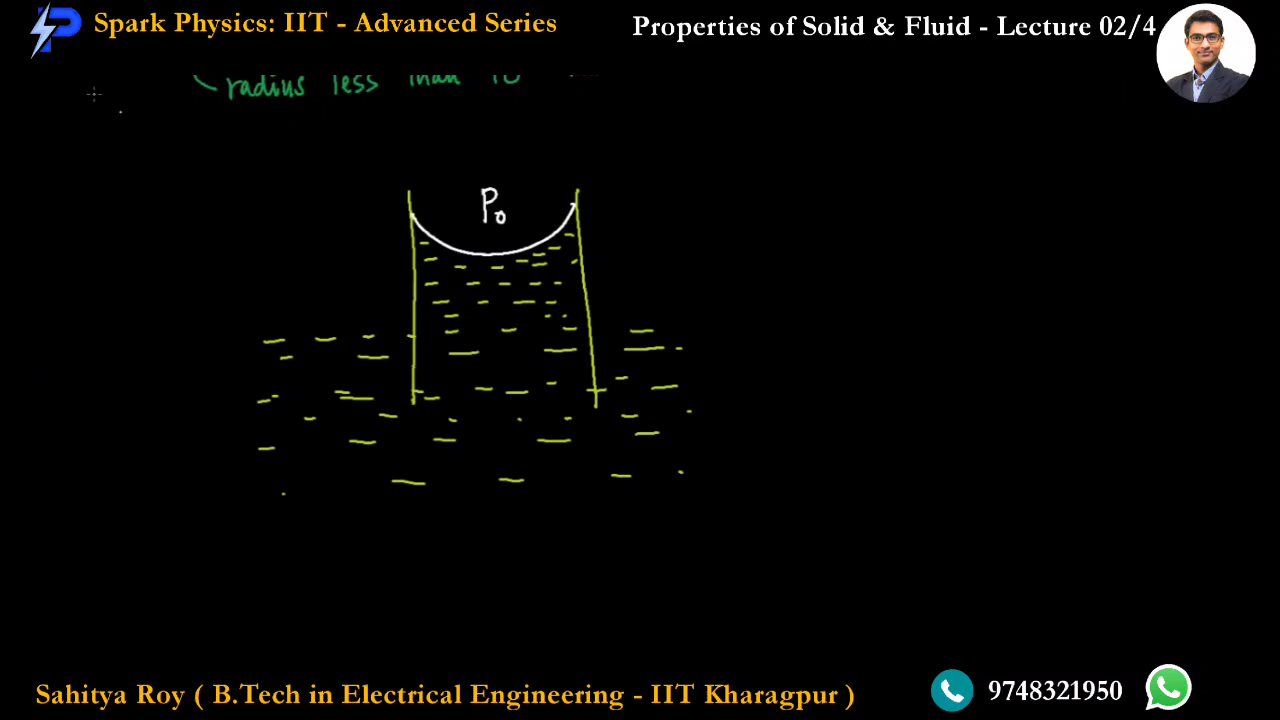 Spark Physics: IIT - Advanced Series
Properties of Solid & Fluid - Lecture 02/4
radius less than
P₀
Sahitya Roy ( B.Tech in Electrical Engineering - IIT Kharagpur )
9748321950